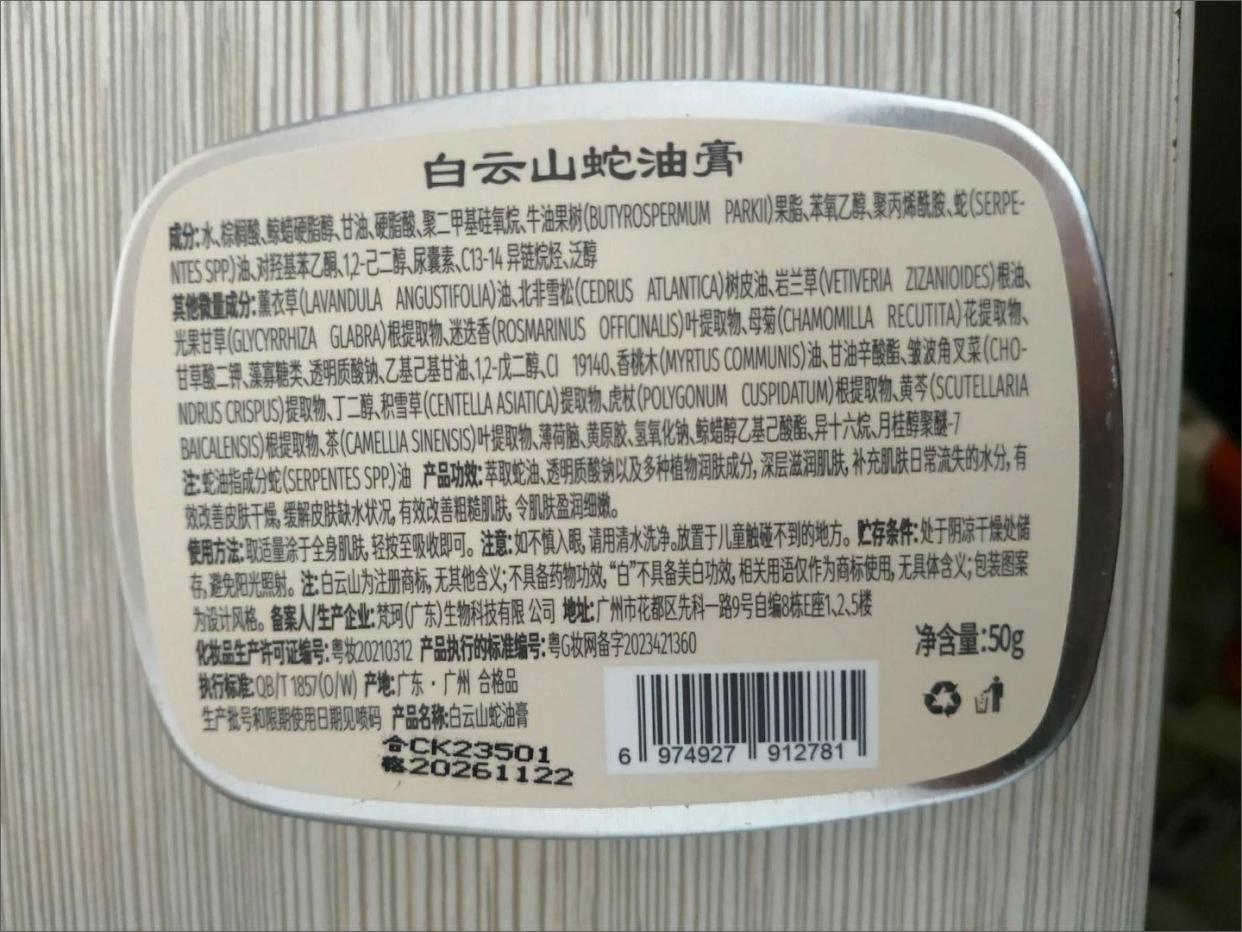 白云山蛇油膏
成分:水、棕榈酸、鲸蜡硬脂醇、甘油、硬脂酸、聚二甲基硅氧烷、牛油果树(BUTYROSPERMUM PARKII)果脂、苯氧乙醇、聚丙烯酰胺、蛇(SERPE-
NTES SPP.)油、对羟基苯乙酮、1,2-己二醇、尿囊素、C13-14 异链烷烃、泛醇
其他微量成分:薰衣草(LAVANDULA ANGUSTIFOLIA)油、北非雪松(CEDRUS ATLANTICA)树皮油、岩兰草(VETIVERIA ZIZANIOIDES)根油、
光果甘草(GLYCYRRHIZA GLABRA)根提取物、迷迭香(ROSMARINUS OFFICINALIS)叶提取物、母菊(CHAMOMILLA RECUTITA)花提取物、
甘草酸二钾、藻寡糖类、透明质酸钠、乙基己基甘油、1,2-戊二醇、CI 19140、香桃木(MYRTUS COMMUNIS)油、甘油辛酸酯、皱波角叉菜(CHO-
NDRUS CRISPUS)提取物、丁二醇、积雪草(CENTELLA ASIATICA)提取物、虎杖(POLYGONUM CUSPIDATUM)根提取物、黄芩(SCUTELLARIA
BAICALENSIS)根提取物、茶(CAMELLIA SINENSIS)叶提取物、薄荷脑、黄原胶、氢氧化钠、鲸蜡醇乙基己酸酯、异十六烷、月桂醇聚醚-7
注:蛇油指成分蛇(SERPENTES SPP.)油 产品功效:萃取蛇油、透明质酸钠以及多种植物润肤成分, 深层滋润肌肤, 补充肌肤日常流失的水分, 有
效改善皮肤干燥, 缓解皮肤缺水状况, 有效改善粗糙肌肤, 令肌肤盈润细嫩。
使用方法:取适量涂于全身肌肤, 轻按至吸收即可。注意:如不慎入眼, 请用清水洗净。放置于儿童触碰不到的地方。贮存条件:处于阴凉干燥处储
存, 避免阳光照射。注:白云山为注册商标, 无其他含义; 不具备药物功效, “白”不具备美白功效, 相关用语仅作为商标使用, 无具体含义; 包装图案
为设计风格。备案人/生产企业:梵珂(广东)生物科技有限 公司 地址:广州市花都区先科一路9号自编8栋E座1、2、5楼
化妆品生产许可证编号:粤妆20210312 产品执行的标准编号:粤G妆网备字2023421360
净含量:50g
执行标准:QB/T 1857(O/W) 产地:广东 · 广州 合格品
生产批号和限期使用日期见喷码 产品名称:白云山蛇油膏
合CK23501
格20261122
6 974927 912781